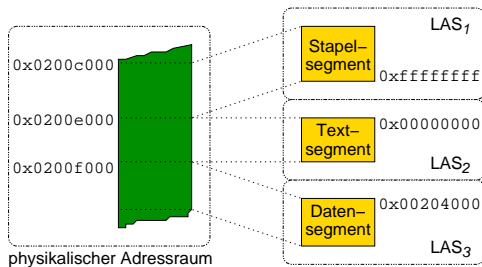 LAS1
0x0200c000
Stapel–
segment
0xffffffff
0x0200e000
Text–
segment
0x00000000
0x0200f000
LAS2
Daten–
segment
0x00204000
LAS3
physikalischer Adressraum